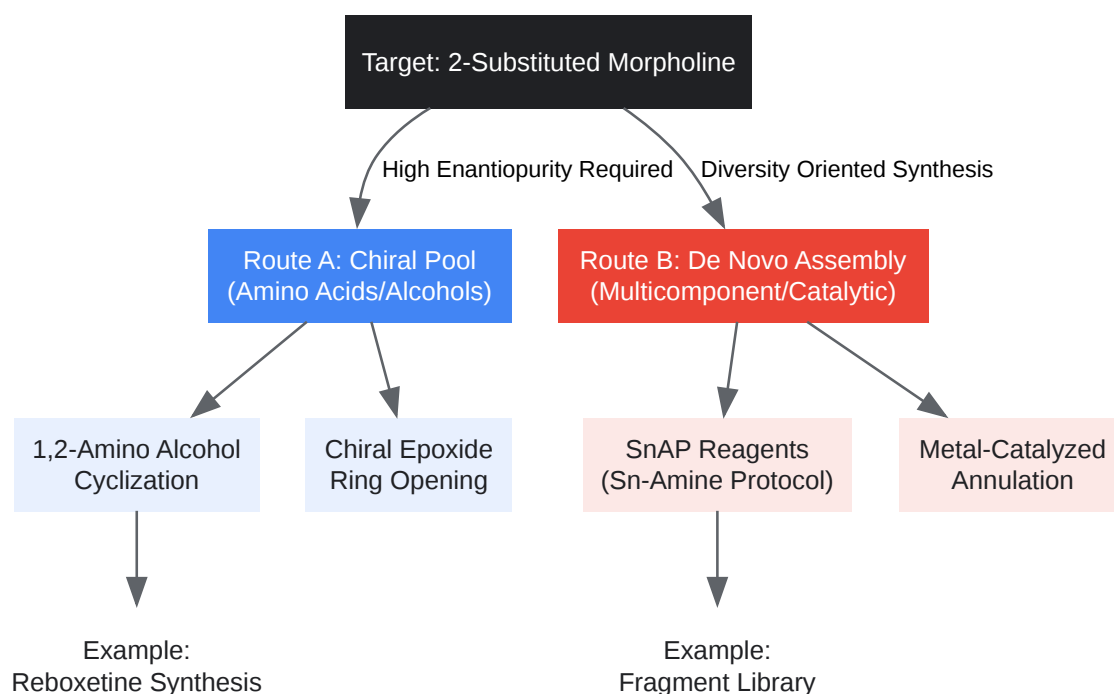 Target: 2-Substituted Morpholine
High Enantiopurity Required
Diversity Oriented Synthesis
Route A: Chiral Pool
(Amino Acids/Alcohols)
Route B: De Novo Assembly
(Multicomponent/Catalytic)
1,2-Amino Alcohol
Cyclization
Chiral Epoxide
Ring Opening
SnAP Reagents
(Sn-Amine Protocol)
Metal-Catalyzed
Annulation
Example:
Reboxetine Synthesis
Example:
Fragment Library